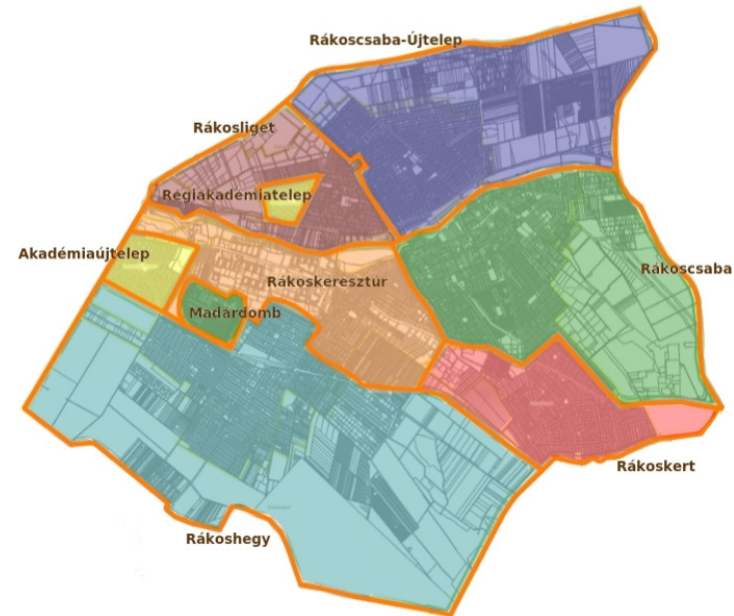 Rákoscsaba-Újtelep
Rákosliget
Régiakadémiatelep
Akadémiaújtelep
Rákoscsaba
Rákoskeresztúr
Madárdomb
Rákoskert
Rákoshegy